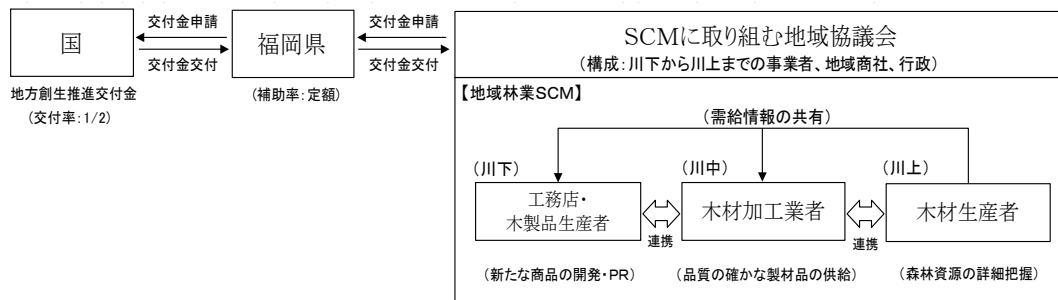 国
交付金申請
交付金交付
地方創生推進交付金
(交付率:1/2)
福岡県
(補助率:定額)
交付金申請
交付金交付
SCMに取り組む地域協議会
(構成:川下から川上までの事業者、地域商社、行政)
【地域林業SCM】
(需給情報の共有)
(川下)
工務店・
木製品生産者
(新たな商品の開発・PR)
連携
(川中)
木材加工業者
(品質の確かな製材品の供給)
連携
(川上)
木材生産者
(森林資源の詳細把握)